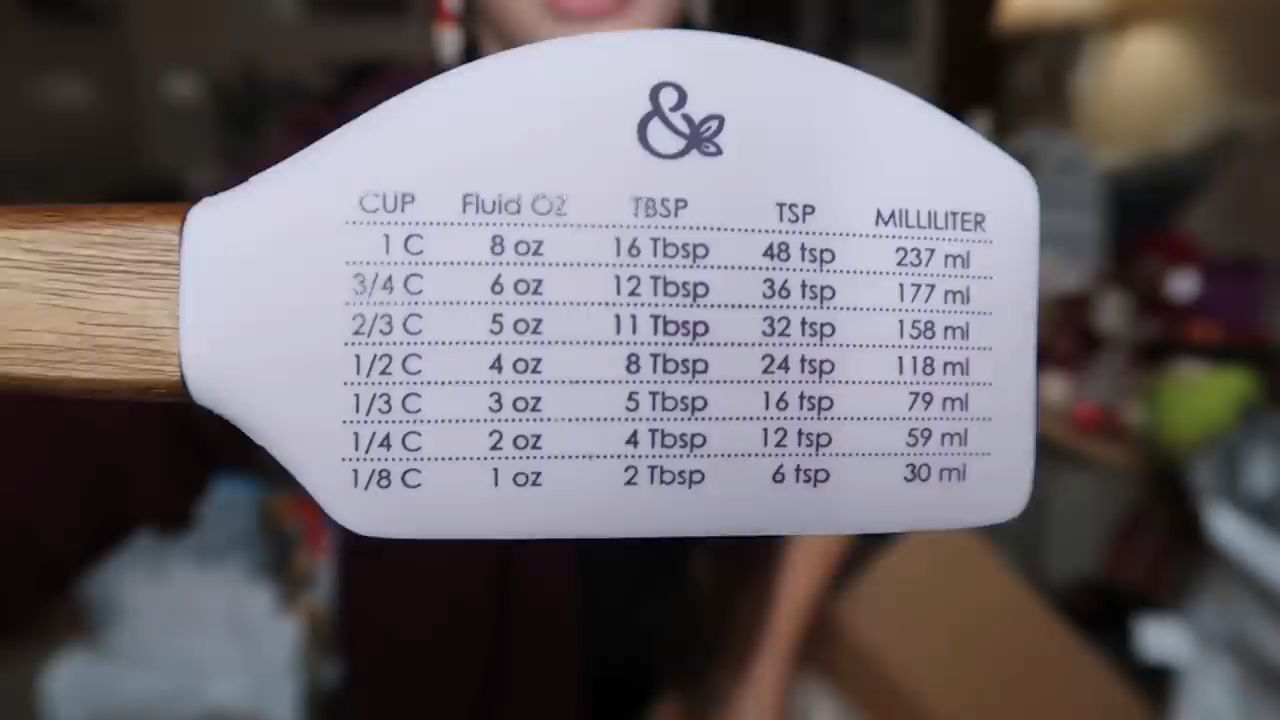 &
CUP Fluid OZ TBSP TSP MILLILITER
1 C 8 oz 16 Tbsp 48 tsp 237 ml
3/4 C 6 oz 12 Tbsp 36 tsp 177 ml
2/3 C 5 oz 11 Tbsp 32 tsp 158 ml
1/2 C 4 oz 8 Tbsp 24 tsp 118 ml
1/3 C 3 oz 5 Tbsp 16 tsp 79 ml
1/4 C 2 oz 4 Tbsp 12 tsp 59 ml
1/8 C 1 oz 2 Tbsp 6 tsp 30 ml